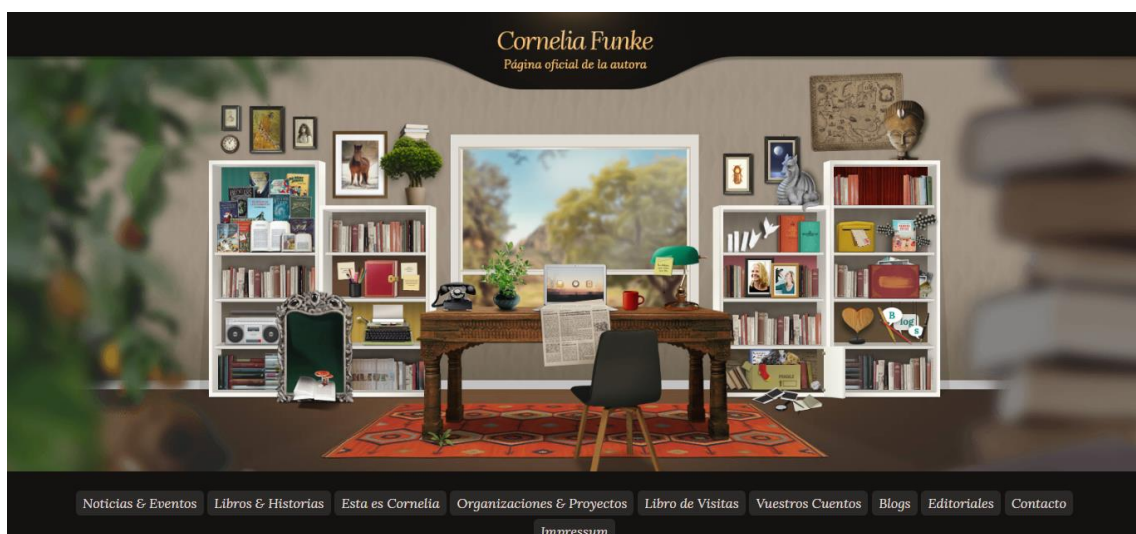 Cornelia Funke
Página oficial de la autora
B
log
s
Noticias & Eventos Libros & Historias Esta es Cornelia Organizaciones & Proyectos Libro de Visitas Vuestros Cuentos Blogs Editoriales Contacto
Impressum